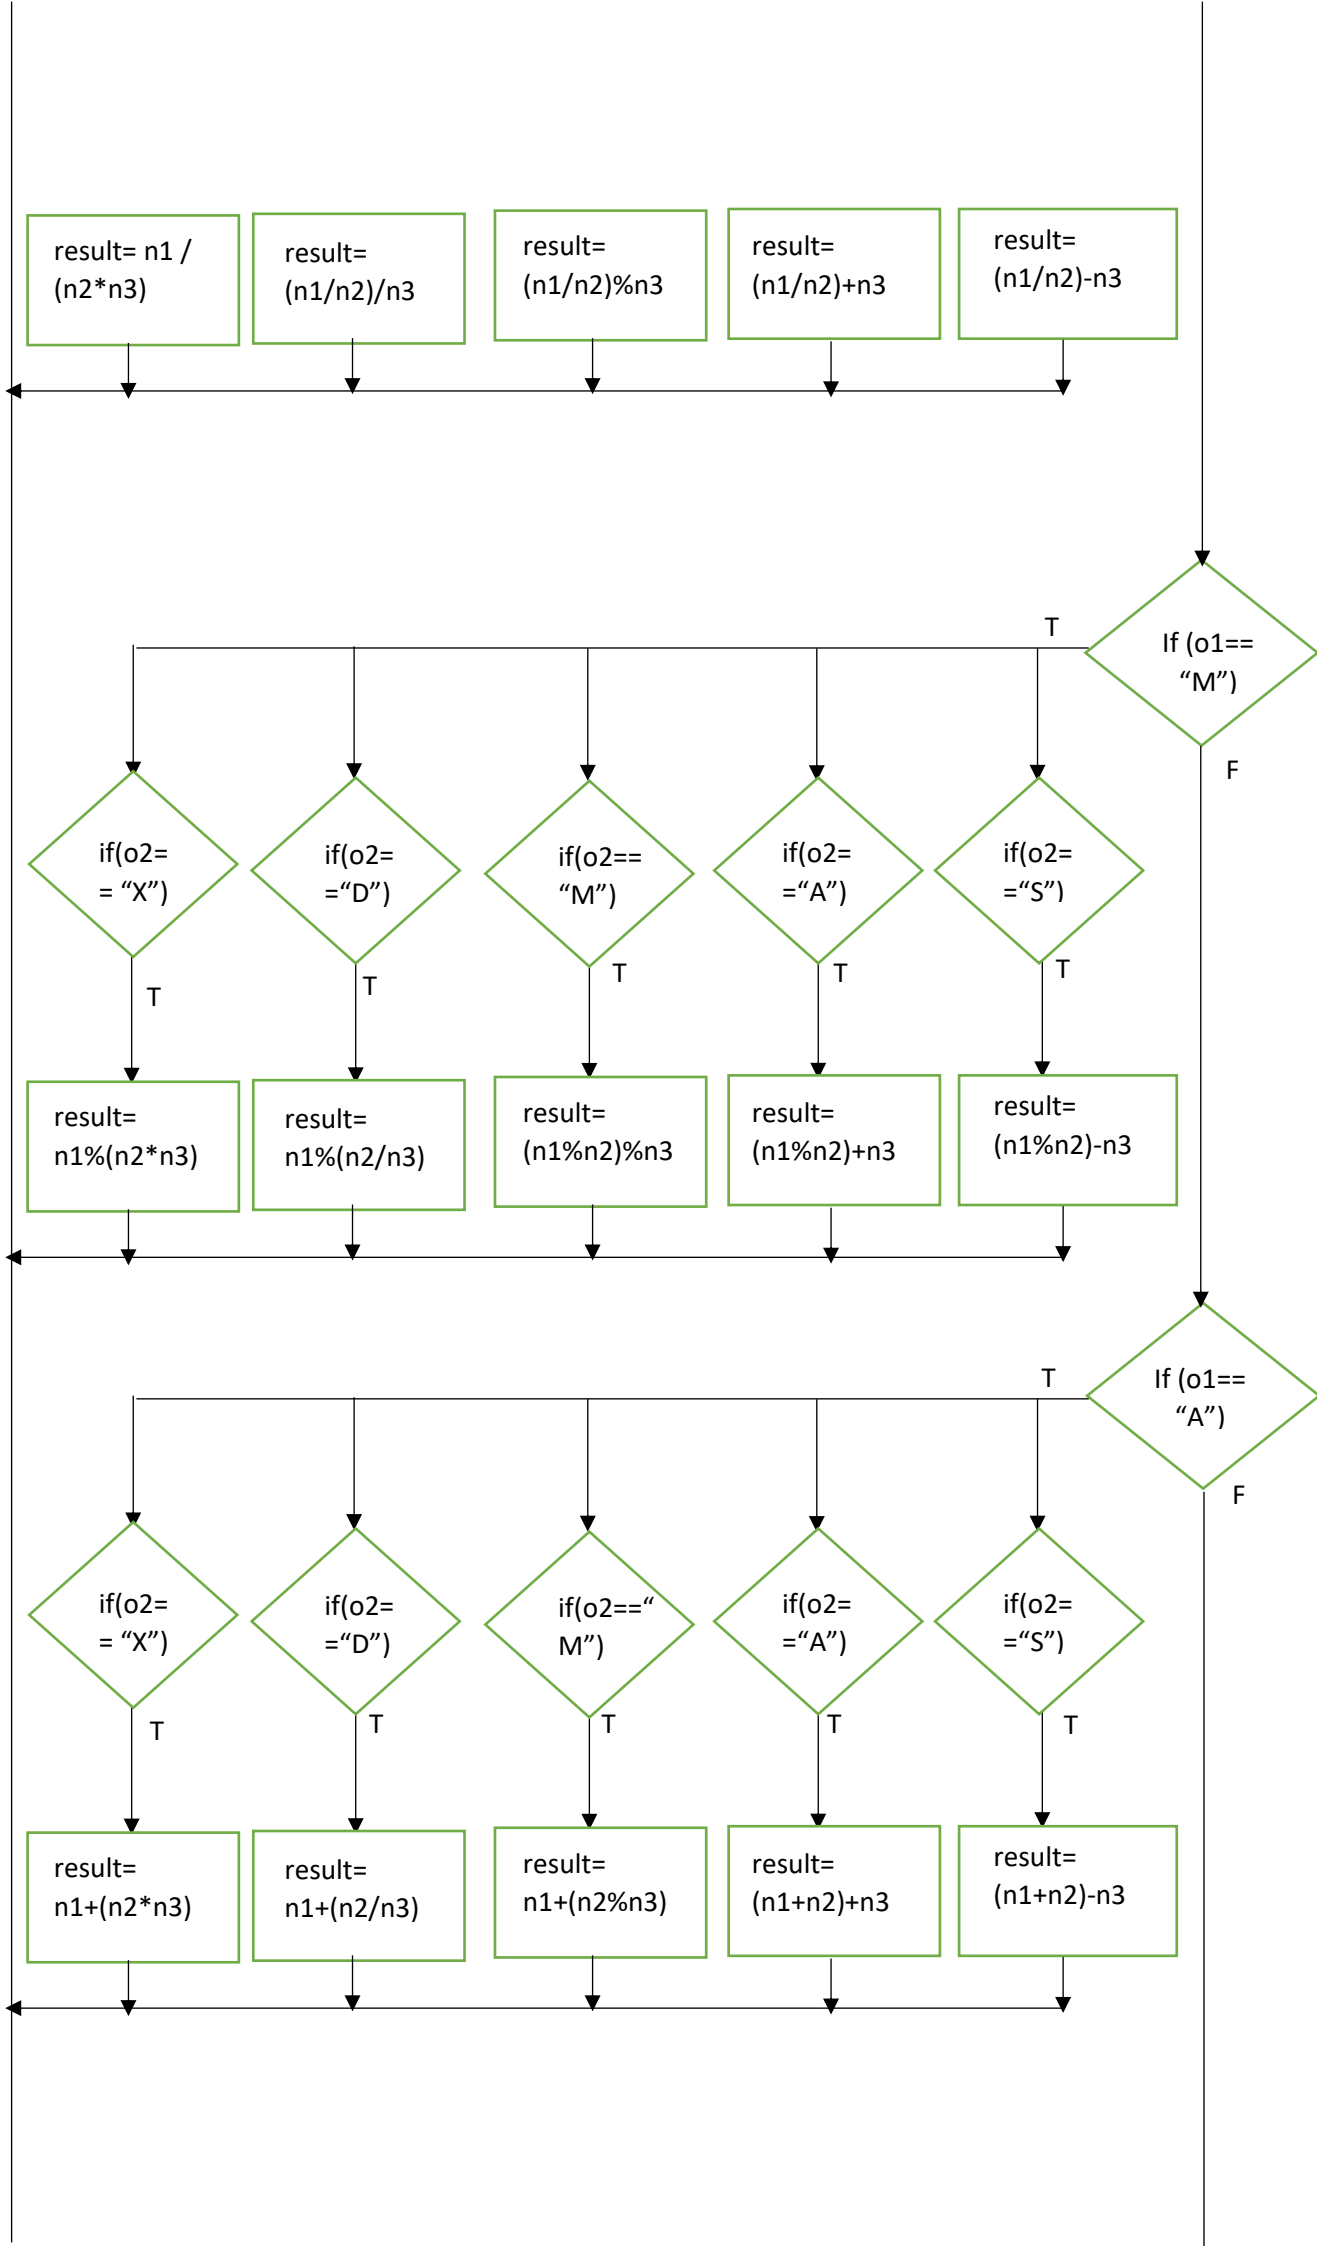 result= n1 /
(n2*n3)
result=
(n1/n2)/n3
result=
(n1/n2)%n3
result=
(n1/n2)+n3
result=
(n1/n2)-n3
T
If (o1==
“M”)
F
if(o2=
= “X”)
if(o2=
=“D”)
if(o2==
“M”)
if(o2=
=“A”)
if(o2=
=“S”)
T
T
T
T
T
result=
n1%(n2*n3)
result=
n1%(n2/n3)
result=
(n1%n2)%n3
result=
(n1%n2)+n3
result=
(n1%n2)-n3
T
If (o1==
“A”)
F
if(o2=
= “X”)
if(o2=
=“D”)
if(o2==“
M”)
if(o2=
=“A”)
if(o2=
=“S”)
T
T
T
T
T
result=
n1+(n2*n3)
result=
n1+(n2/n3)
result=
n1+(n2%n3)
result=
(n1+n2)+n3
result=
(n1+n2)-n3